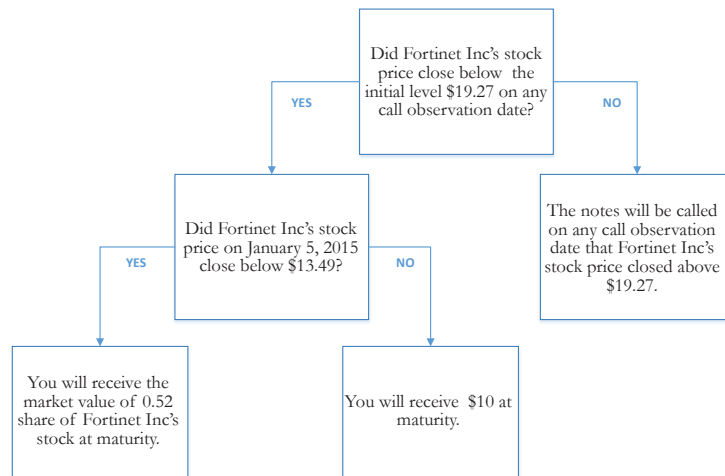 Did Fortinet Inc's stock
price close below the
initial level $19.27 on any
call observation date?
YES
NO
Did Fortinet Inc's stock
price on January 5, 2015
close below $13.49?
The notes will be called
on any call observation
date that Fortinet Inc's
stock price closed above
$19.27.
YES
NO
You will receive the
market value of 0.52
share of Fortinet Inc's
stock at maturity.
You will receive $10 at
maturity.